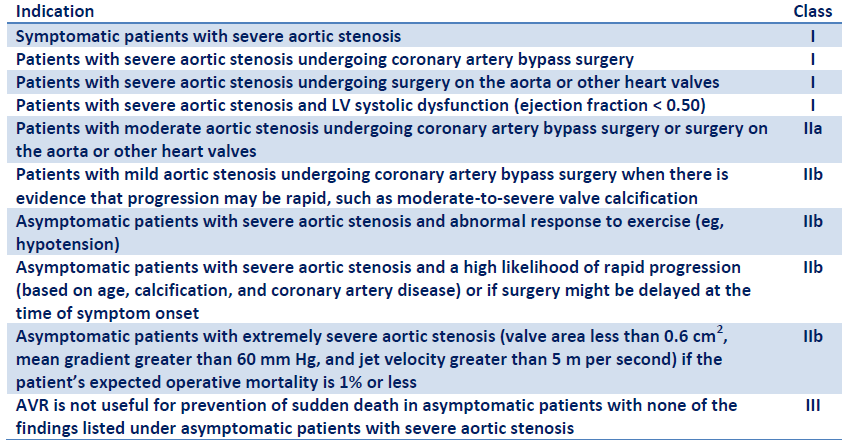 Indication Class
Symptomatic patients with severe aortic stenosis I
Patients with severe aortic stenosis undergoing coronary artery bypass surgery I
Patients with severe aortic stenosis undergoing surgery on the aorta or other heart valves I
Patients with severe aortic stenosis and LV systolic dysfunction (ejection fraction < 0.50) I
Patients with moderate aortic stenosis undergoing coronary artery bypass surgery or surgery on IIa
the aorta or other heart valves
Patients with mild aortic stenosis undergoing coronary artery bypass surgery when there is IIb
evidence that progression may be rapid, such as moderate-to-severe valve calcification
Asymptomatic patients with severe aortic stenosis and abnormal response to exercise (eg, IIb
hypotension)
Asymptomatic patients with severe aortic stenosis and a high likelihood of rapid progression IIb
(based on age, calcification, and coronary artery disease) or if surgery might be delayed at the
time of symptom onset
Asymptomatic patients with extremely severe aortic stenosis (valve area less than 0.6 cm², IIb
mean gradient greater than 60 mm Hg, and jet velocity greater than 5 m per second) if the
patient's expected operative mortality is 1% or less
AVR is not useful for prevention of sudden death in asymptomatic patients with none of the III
findings listed under asymptomatic patients with severe aortic stenosis